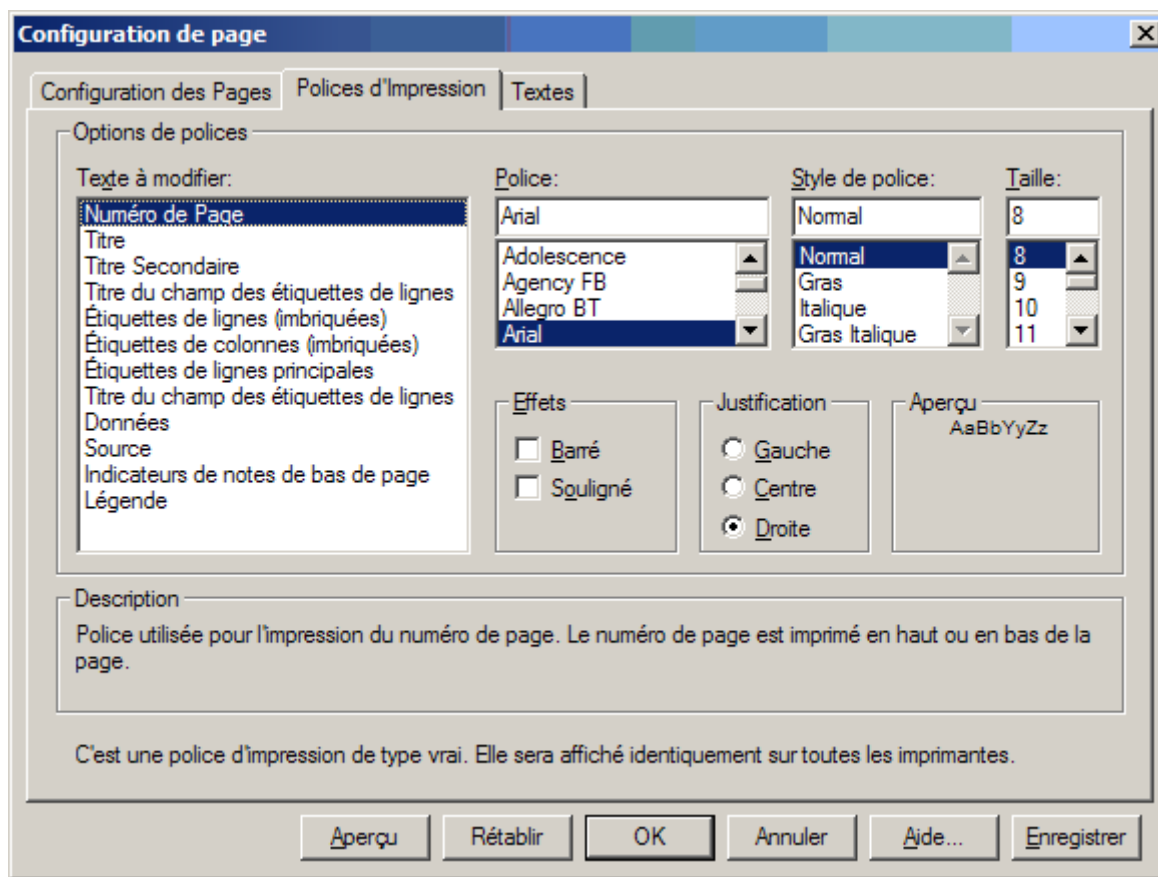 Configuration de page
Configuration des Pages
Polices d'Impression
Textes
Options de polices
Texte à modifier:
Numéro de Page
Titre
Titre Secondaire
Titre du champ des étiquettes de lignes
Étiquettes de lignes (imbriquées)
Étiquettes de colonnes (imbriquées)
Étiquettes de lignes principales
Titre du champ des étiquettes de lignes
Données
Source
Indicateurs de notes de bas de page
Légende
Police:
Arial
Adolescence
Agency FB
Allegro BT
Arial
Style de police:
Normal
Normal
Gras
Italique
Gras Italique
Taille:
8
8
9
10
11
Effets
Barré
Souligné
Justification
Gauche
Centre
Droite
Aperçu
AaBbYyZz
Description
Police utilisée pour l'impression du numéro de page. Le numéro de page est imprimé en haut ou en bas de la
page.
C'est une police d'impression de type vrai. Elle sera affiché identiquement sur toutes les imprimantes.
Aperçu
Rétablir
OK
Annuler
Aide...
Enregistrer